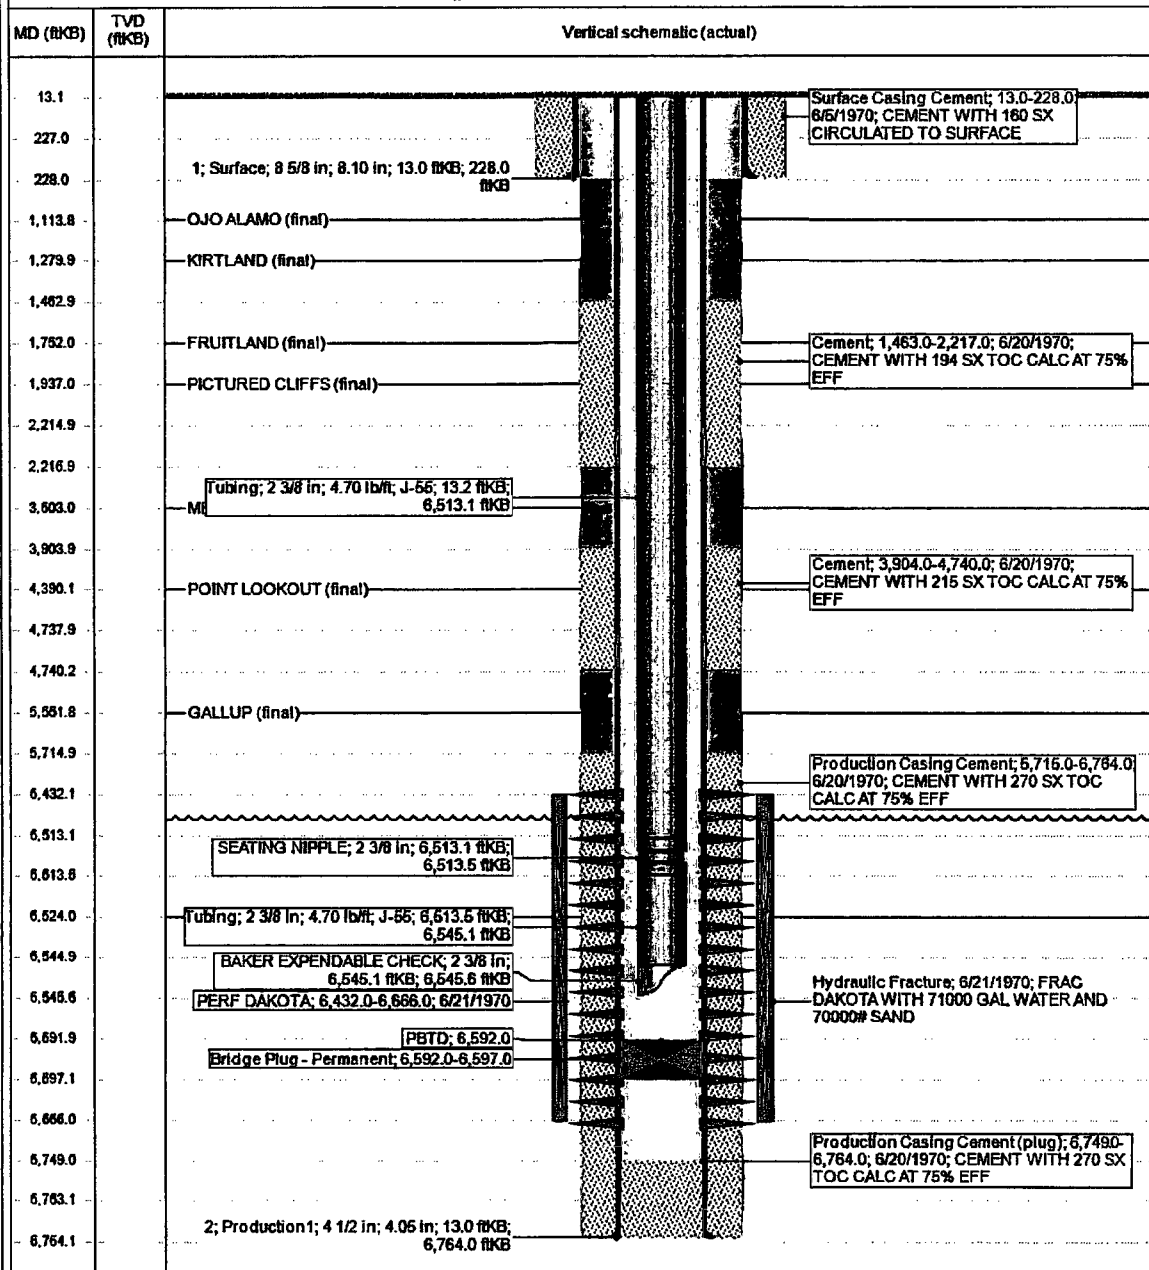 MD (ftKB)
TVD
(ftKB)
Vertical schematic (actual)
13.1
227.0
228.0
1,113.8
1,279.9
1,462.9
1,752.0
1,937.0
2,214.9
2,216.9
3,503.0
3,903.9
4,390.1
4,737.9
4,740.2
5,551.8
5,714.9
6,432.1
6,513.1
6,513.5
6,524.0
6,544.9
6,545.6
6,591.9
6,597.1
6,666.0
6,749.0
6,763.1
6,764.1
1; Surface; 8 5/8 in; 8.10 in; 13.0 ftKB; 228.0
ftKB
OJO ALAMO (final)
KIRTLAND (final)
FRUITLAND (final)
PICTURED CLIFFS (final)
Tubing; 2 3/8 in; 4.70 lb/ft; J-55; 13.2 ftKB;
6,513.1 ftKB
POINT LOOKOUT (final)
GALLUP (final)
SEATING NIPPLE; 2 3/8 in; 6,513.1 ftKB;
6,513.5 ftKB
Tubing; 2 3/8 in; 4.70 lb/ft; J-55; 6,513.5 ftKB;
6,545.1 ftKB
BAKER EXPENDABLE CHECK; 2 3/8 in;
6,545.1 ftKB; 6,545.6 ftKB
PERF DAKOTA; 6,432.0-6,666.0; 6/21/1970
PBTD; 6,592.0
Bridge Plug - Permanent; 6,592.0-6,597.0
2; Production1; 4 1/2 in; 4.05 in; 13.0 ftKB;
6,764.0 ftKB
Surface Casing Cement; 13.0-228.0;
6/5/1970; CEMENT WITH 160 SX
CIRCULATED TO SURFACE
Cement; 1,463.0-2,217.0; 6/20/1970;
CEMENT WITH 194 SX TOC CALC AT 75%
EFF
Cement; 3,904.0-4,740.0; 6/20/1970;
CEMENT WITH 215 SX TOC CALC AT 75%
EFF
Production Casing Cement; 5,715.0-6,764.0;
6/20/1970; CEMENT WITH 270 SX TOC
CALC AT 75% EFF
Hydraulic Fracture; 6/21/1970; FRAC
DAKOTA WITH 71000 GAL WATER AND
70000# SAND
Production Casing Cement (plug); 6,749.0-
6,764.0; 6/20/1970; CEMENT WITH 270 SX
TOC CALC AT 75% EFF